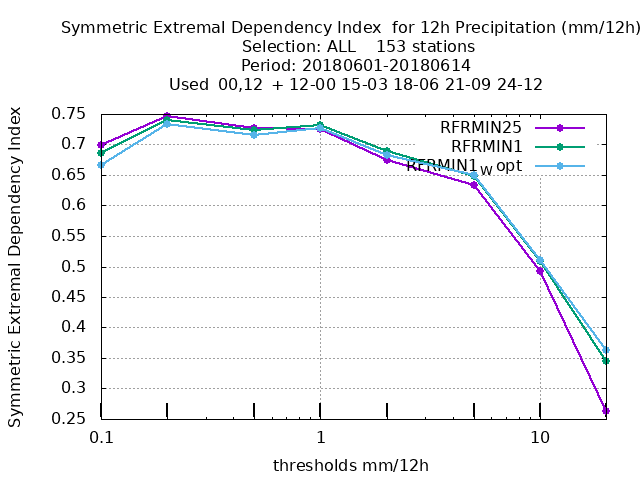 Symmetric Extremal Dependency Index  for 12h Precipitation (mm/12h)
Selection: ALL    153 stations
Period: 20180601-20180614
Used  00,12  + 12-00 15-03 18-06 21-09 24-12
Symmetric Extremal Dependency Index
0.75
0.7
0.65
0.6
0.55
0.5
0.45
0.4
0.35
0.3
0.25
RFRMIN25
RFRMIN1
RFRMIN1w opt
0.1
1
10
thresholds mm/12h